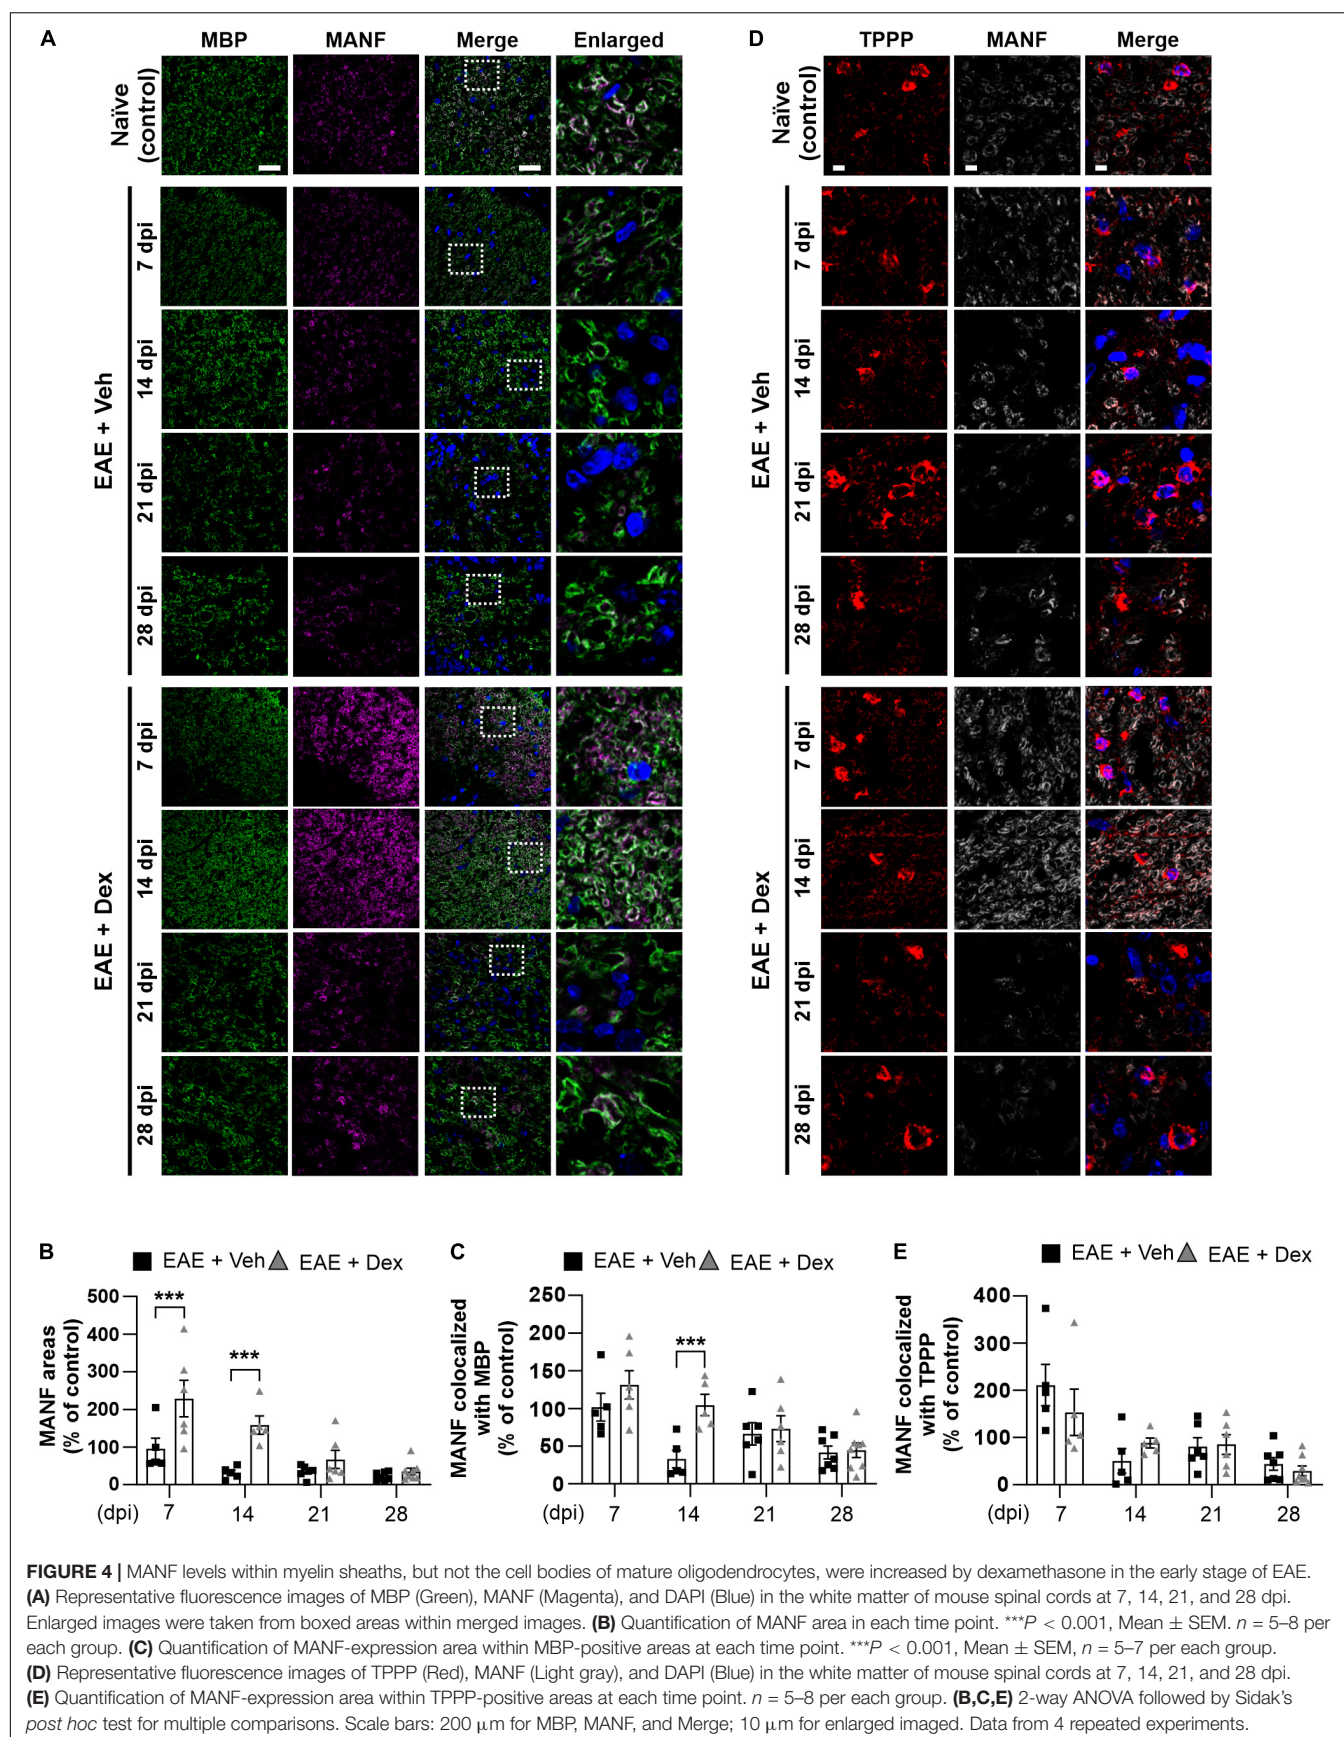 A
MBP MANF Merge Enlarged
Naïve
(control)
EAE + Veh
7 dpi
14 dpi
21 dpi
28 dpi
EAE + Dex
7 dpi
14 dpi
21 dpi
28 dpi
D
TPPP MANF Merge
Naïve
(control)
EAE + Veh
7 dpi
14 dpi
21 dpi
28 dpi
EAE + Dex
7 dpi
14 dpi
21 dpi
28 dpi
B
EAE + Veh EAE + Dex
MANF areas
(% of control)
500
400
300
200
100
0
***
***
(dpi) 7 14 21 28
C
EAE + Veh EAE + Dex
MANF colocalized
with MBP
(% of control)
250
200
150
100
50
0
***
(dpi) 7 14 21 28
E
EAE + Veh EAE + Dex
MANF colocalized
with TPPP
(% of control)
400
300
200
100
0
(dpi) 7 14 21 28
FIGURE 4 | MANF levels within myelin sheaths, but not the cell bodies of mature oligodendrocytes, were increased by dexamethasone in the early stage of EAE.
(A) Representative fluorescence images of MBP (Green), MANF (Magenta), and DAPI (Blue) in the white matter of mouse spinal cords at 7, 14, 21, and 28 dpi.
Enlarged images were taken from boxed areas within merged images. (B) Quantification of MANF area in each time point. ***P < 0.001, Mean ± SEM. n = 5–8 per
each group. (C) Quantification of MANF-expression area within MBP-positive areas at each time point. ***P < 0.001, Mean ± SEM, n = 5–7 per each group.
(D) Representative fluorescence images of TPPP (Red), MANF (Light gray), and DAPI (Blue) in the white matter of mouse spinal cords at 7, 14, 21, and 28 dpi.
(E) Quantification of MANF-expression area within TPPP-positive areas at each time point. n = 5–8 per each group. (B,C,E) 2-way ANOVA followed by Sidak's
post hoc test for multiple comparisons. Scale bars: 200 μm for MBP, MANF, and Merge; 10 μm for enlarged imaged. Data from 4 repeated experiments.